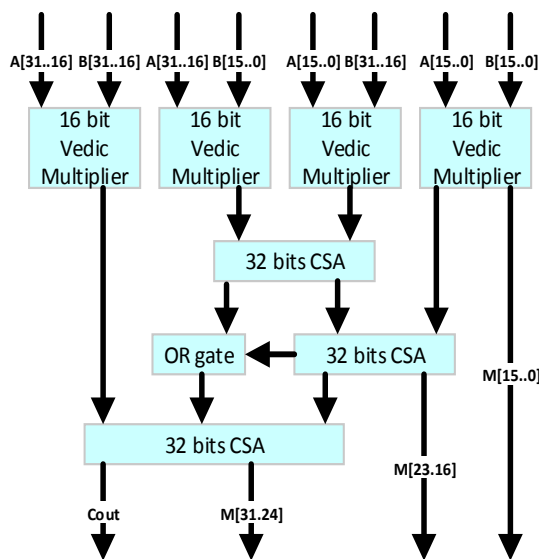 A[31..16] B[31..16] A[31..16] B[15..0] A[15..0] B[31..16] A[15..0] B[15..0]
16 bit Vedic Multiplier
16 bit Vedic Multiplier
16 bit Vedic Multiplier
16 bit Vedic Multiplier
32 bits CSA
OR gate
32 bits CSA
M[15..0]
32 bits CSA
M[23.16]
Cout
M[31.24]